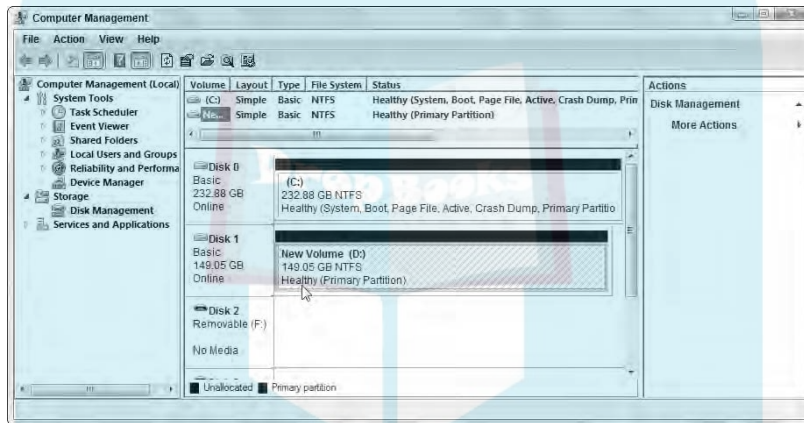 Computer Management
File Action View Help
Computer Management (Local)
System Tools
Task Scheduler
Event Viewer
Shared Folders
Local Users and Groups
Reliability and Performa
Device Manager
Storage
Disk Management
Services and Applications
Volume Layout Type File System Status
(C:) Simple Basic NTFS Healthy (System, Boot, Page File, Active, Crash Dump, Prin
Ne... Simple Basic NTFS Healthy (Primary Partition)
Disk 0
Basic
232.88 GB
Online
(C:)
232.88 GB NTFS
Healthy (System, Boot, Page File, Active, Crash Dump, Primary Partitio
Disk 1
Basic
149.05 GB
Online
New Volume (D:)
149.05 GB NTFS
Healthy (Primary Partition)
Disk 2
Removable (F:)
No Media
Unallocated Primary partition
Actions
Disk Management
More Actions